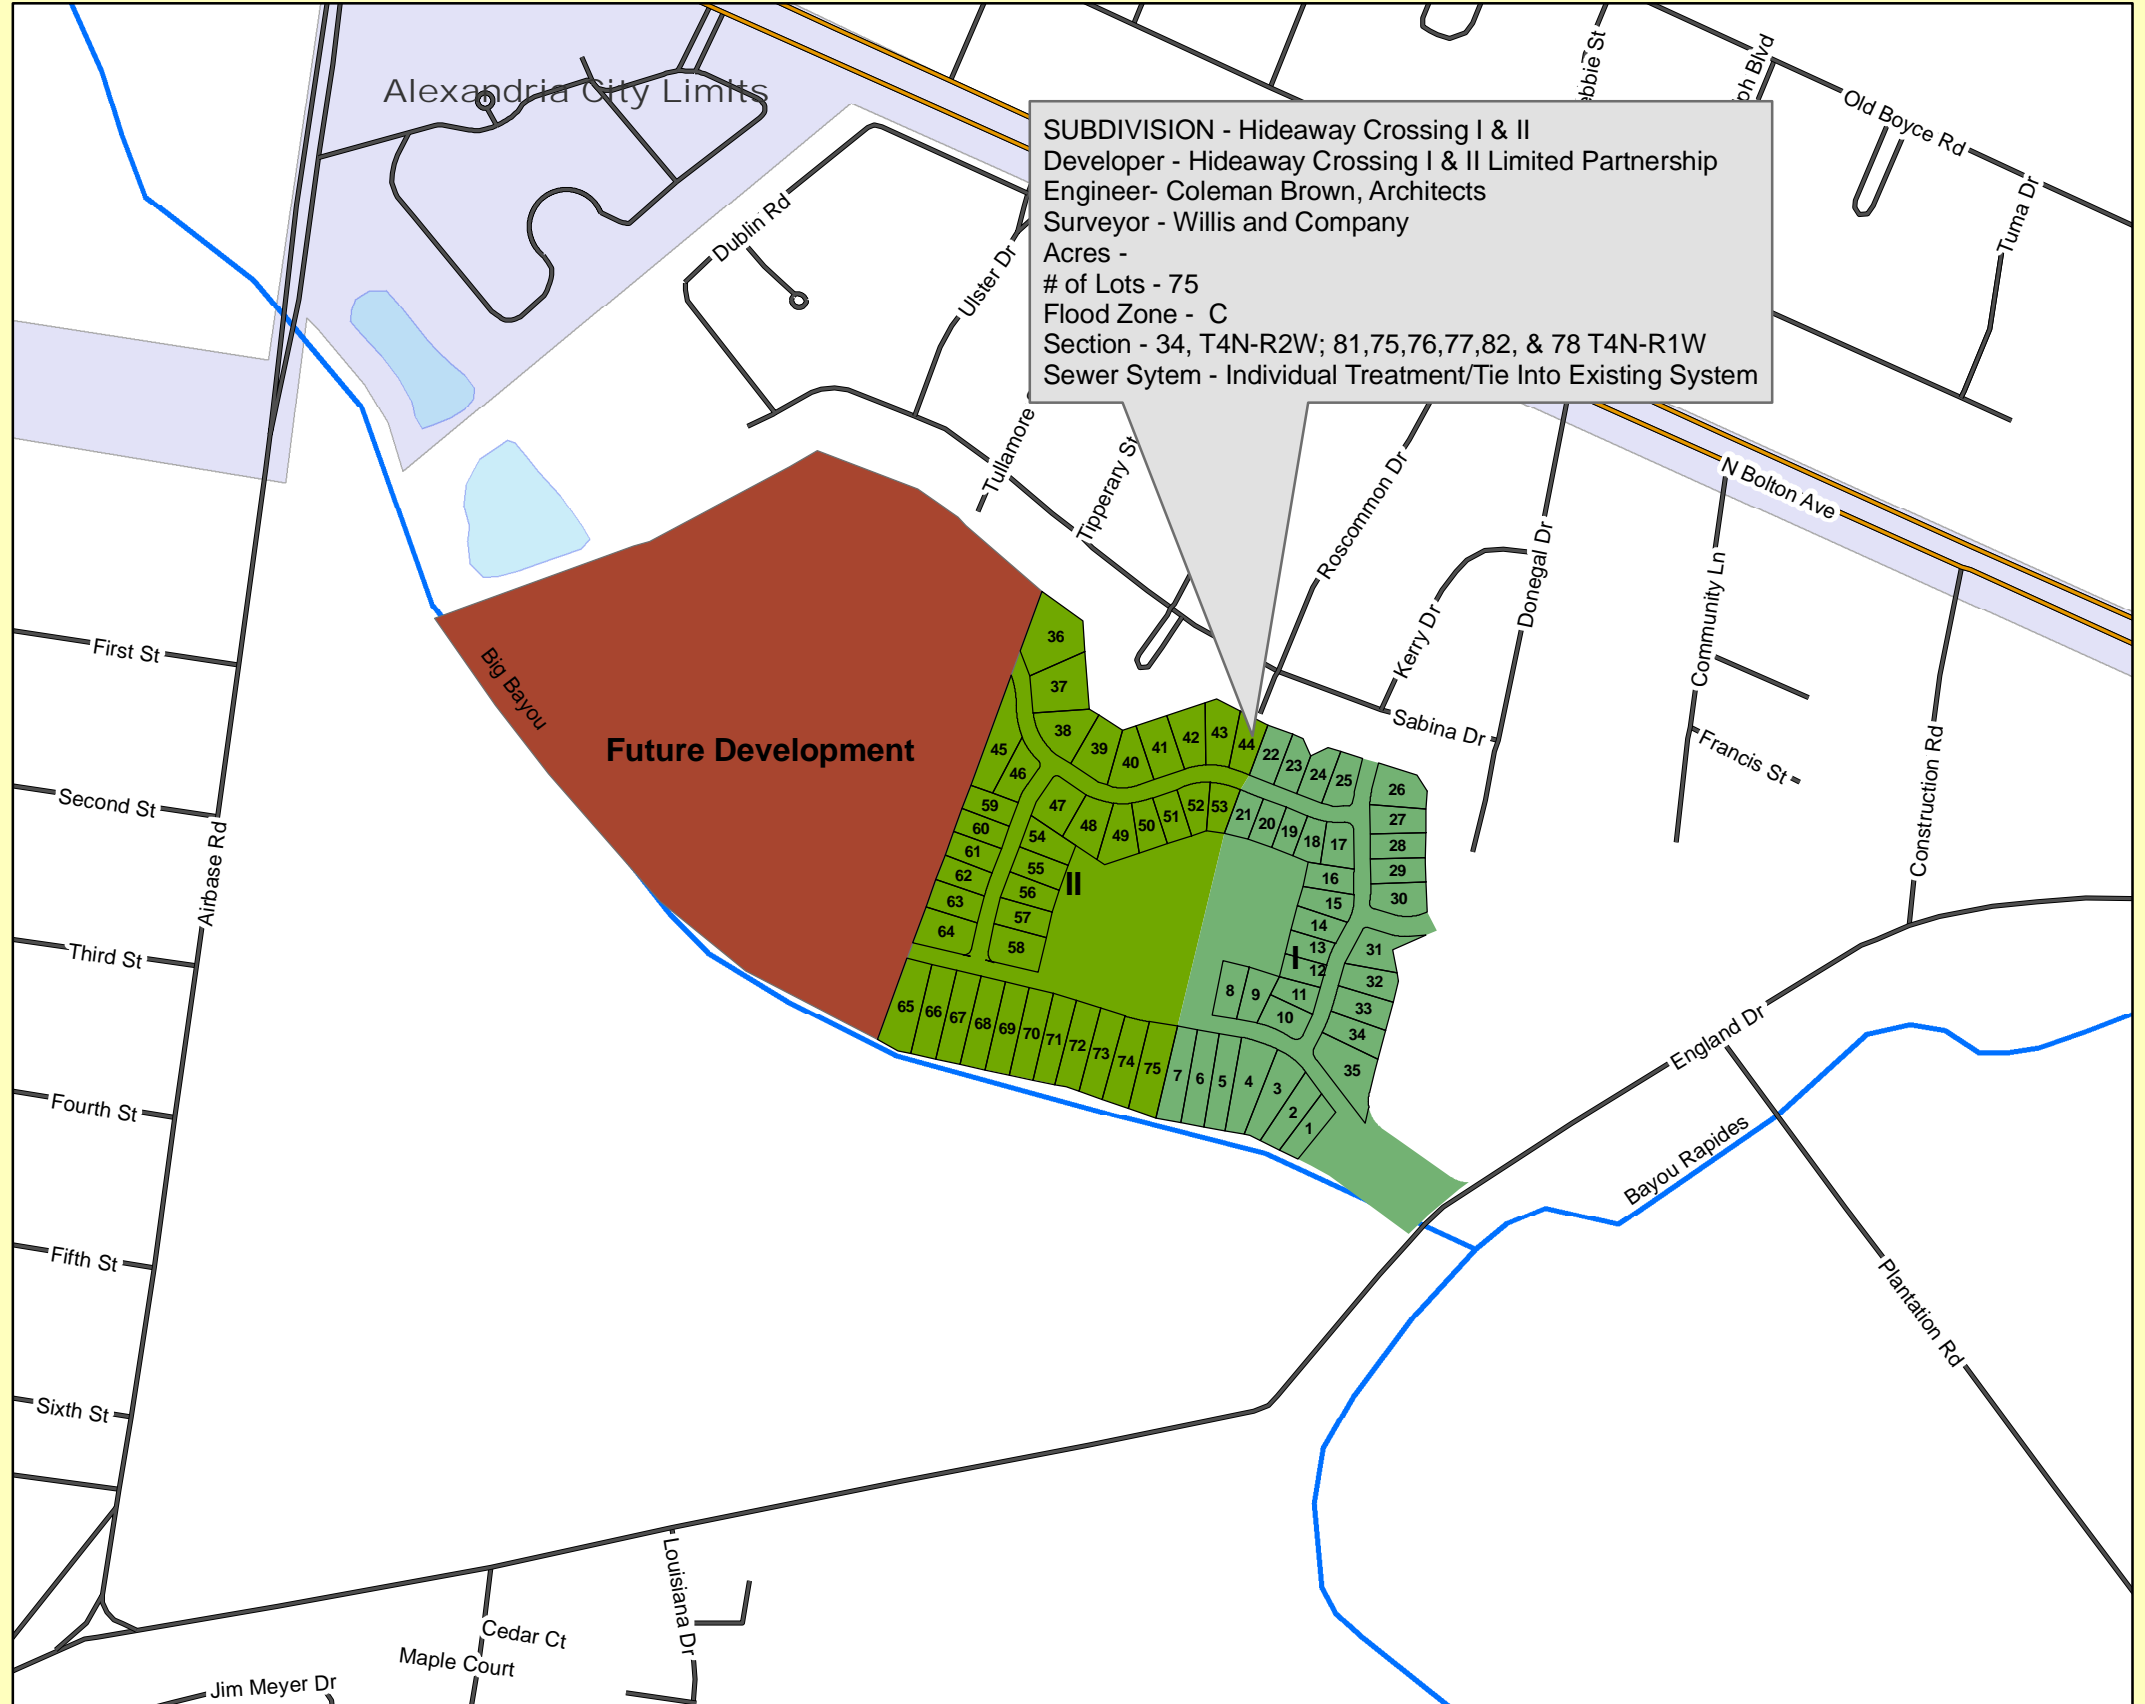 Alexandria City Limits
SUBDIVISION - Hideaway Crossing I & II
Developer - Hideaway Crossing I & II Limited Partnership
Engineer- Coleman Brown, Architects
Surveyor - Willis and Company
Acres -
# of Lots - 75
Flood Zone - C
Section - 34, T4N-R2W; 81,75,76,77,82, & 78 T4N-R1W
Sewer Sytem - Individual Treatment/Tie Into Existing System
ebbie St
ph Blvd
Old Boyce Rd
Tuma Dr
Dublin Rd
Ulster Dr
Tullamore
Tipperary St
Roscommon Dr
Kerry Dr
Donegal Dr
N Bolton Ave
Community Ln
Sabina Dr
Francis St
Construction Rd
First St
Second St
Third St
Fourth St
Fifth St
Sixth St
Airbase Rd
Big Bayou
Future Development
36
37
38
39
40
41
42
43
44
22
23
24
25
26
27
28
29
30
45
46
47
48
49
50
51
52
53
21
20
19
18
17
59
60
61
62
63
64
54
55
56
57
58
II
16
15
14
13
12
I
11
10
9
8
31
32
33
34
35
65
66
67
68
69
70
71
72
73
74
75
7
6
5
4
3
2
1
England Dr
Bayou Rapides
Plantation Rd
Louisiana Dr
Cedar Ct
Maple Court
Jim Meyer Dr